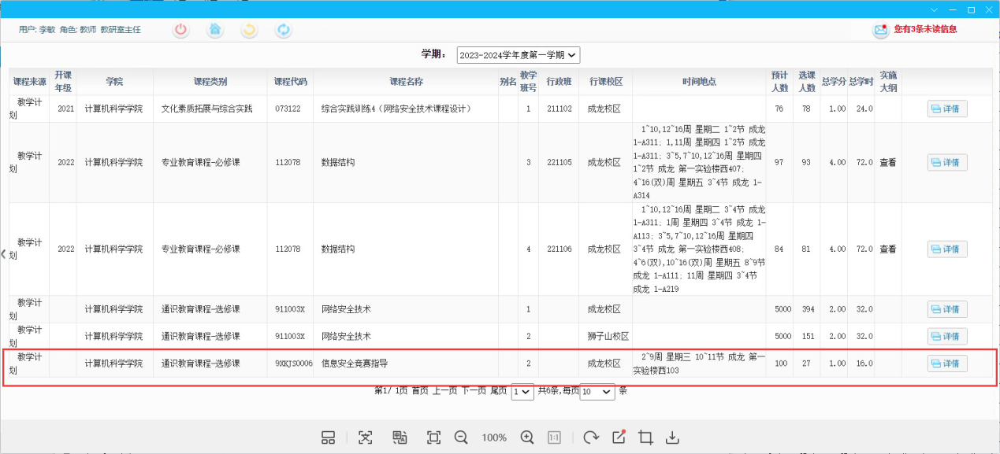 用户: 李敏 角色: 教师 教研室主任
您有3条未读信息
学期: 2023-2024学年度第一学期
课程来源 开课年级 学院 课程类别 课程代码 课程名称 别名 教学班号 行政班 行课校区 时间地点 预计人数 选课人数 总学分 总学时 实施大纲
教学计划 2021 计算机科学学院 文化素质拓展与综合实践 073122 综合实践训练4（网络安全技术课程设计） 1 211102 成龙校区 76 78 1.00 24.0 详情
教学计划 2022 计算机科学学院 专业教育课程-必修课 112078 数据结构 3 221105 成龙校区
1~10,12~16周 星期二 1~2节 成龙
1-A311; 1,11周 星期四 1~2节 成龙
1-A311; 3~5,7~10,12~16周 星期四
1~2节 成龙 第一实验楼西407;
4~16(双)周 星期五 3~4节 成龙 1-
A314
97 93 4.00 72.0 查看 详情
教学计划 2022 计算机科学学院 专业教育课程-必修课 112078 数据结构 4 221106 成龙校区
1~10,12~16周 星期二 3~4节 成龙
1-A311; 1周 星期四 3~4节 成龙 1-
A113; 3~5,7~10,12~16周 星期四
3~4节 成龙 第一实验楼西408;
4~6(双),10~16(双)周 星期五 8~9节
成龙 1-A111; 11周 星期四 3~4节
成龙 1-A219
84 81 4.00 72.0 查看 详情
教学计划 计算机科学学院 通识教育课程-选修课 911003X 网络安全技术 1 成龙校区 5000 394 2.00 32.0 详情
教学计划 计算机科学学院 通识教育课程-选修课 911003X 网络安全技术 2 狮子山校区 5000 151 2.00 32.0 详情
教学计划 计算机科学学院 通识教育课程-选修课 9XKJS0006 信息安全竞赛指导 2 成龙校区
2~9周 星期三 10~11节 成龙 第一
实验楼西103
100 27 1.00 16.0 详情
第1/ 1页 首页 上一页 下一页 尾页 1 共6条,每页 10 条
100% 1:1